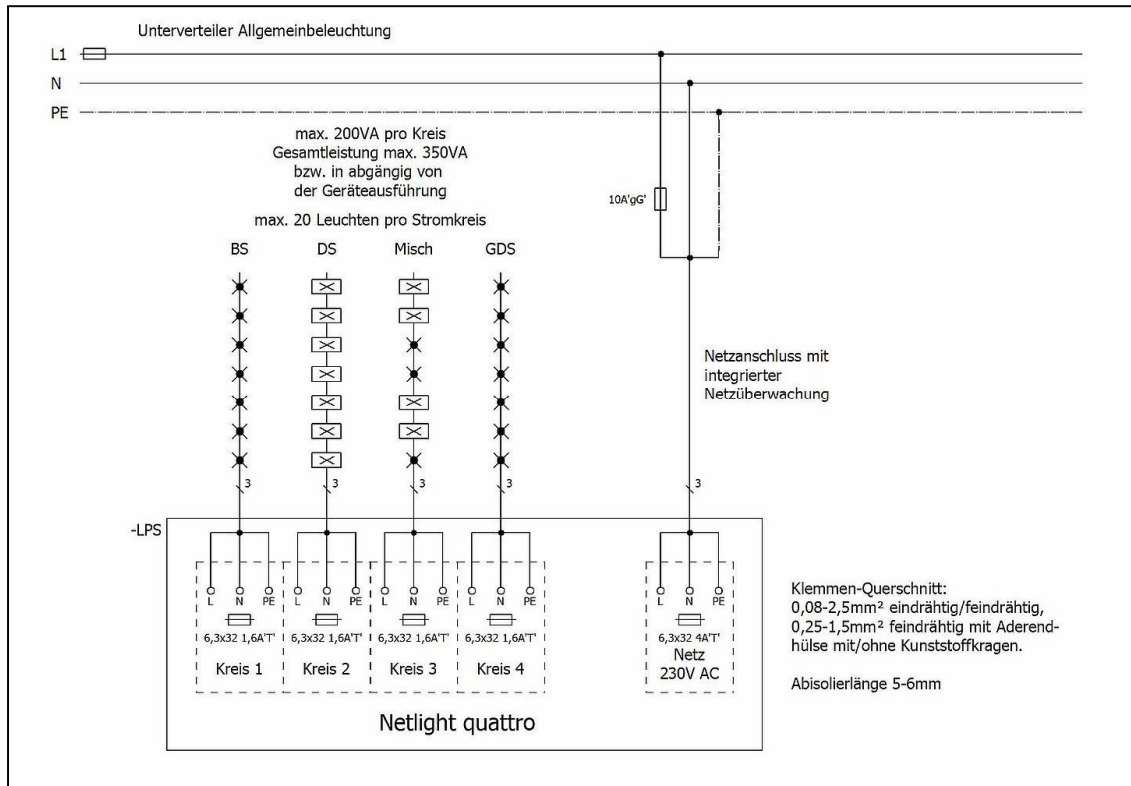 Unterverteiler Allgemeinbeleuchtung
L1
N
PE
max. 200VA pro Kreis
Gesamtleistung max. 350VA
bzw. in abgängig von
der Geräteausführung
10A'gG'
max. 20 Leuchten pro Stromkreis
BS DS Misch GDS
Netzanschluss mit
integrierter
Netzüberwachung
3 3 3 3 3
-LPS
L N PE L N PE L N PE L N PE L N PE
6,3x32 1,6A'T' 6,3x32 1,6A'T' 6,3x32 1,6A'T' 6,3x32 1,6A'T' 6,3x32 4A'T'
Kreis 1 Kreis 2 Kreis 3 Kreis 4 Netz
230V AC
Netlight quattro
Klemmen-Querschnitt:
0,08-2,5mm² eindrähtig/feindrähtig,
0,25-1,5mm² feindrähtig mit Aderend-
hülse mit/ohne Kunststoffkragen.
Abisolierlänge 5-6mm